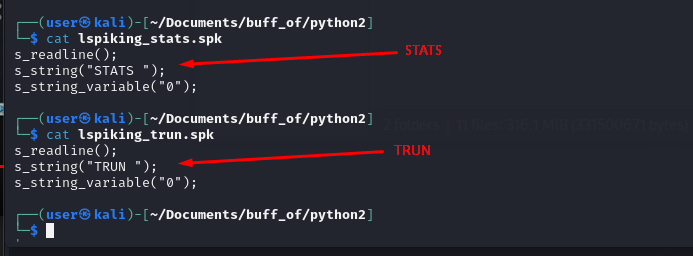 ┌──(user㉿kali)-[~/Documents/buff_of/python2]
└─$ cat lspiking_stats.spk
s_readline();
s_string("STATS ");
STATS
s_string_variable("0");
┌──(user㉿kali)-[~/Documents/buff_of/python2]
└─$ cat lspiking_trun.spk
s_readline();
s_string("TRUN ");
TRUN
s_string_variable("0");
┌──(user㉿kali)-[~/Documents/buff_of/python2]
└─$